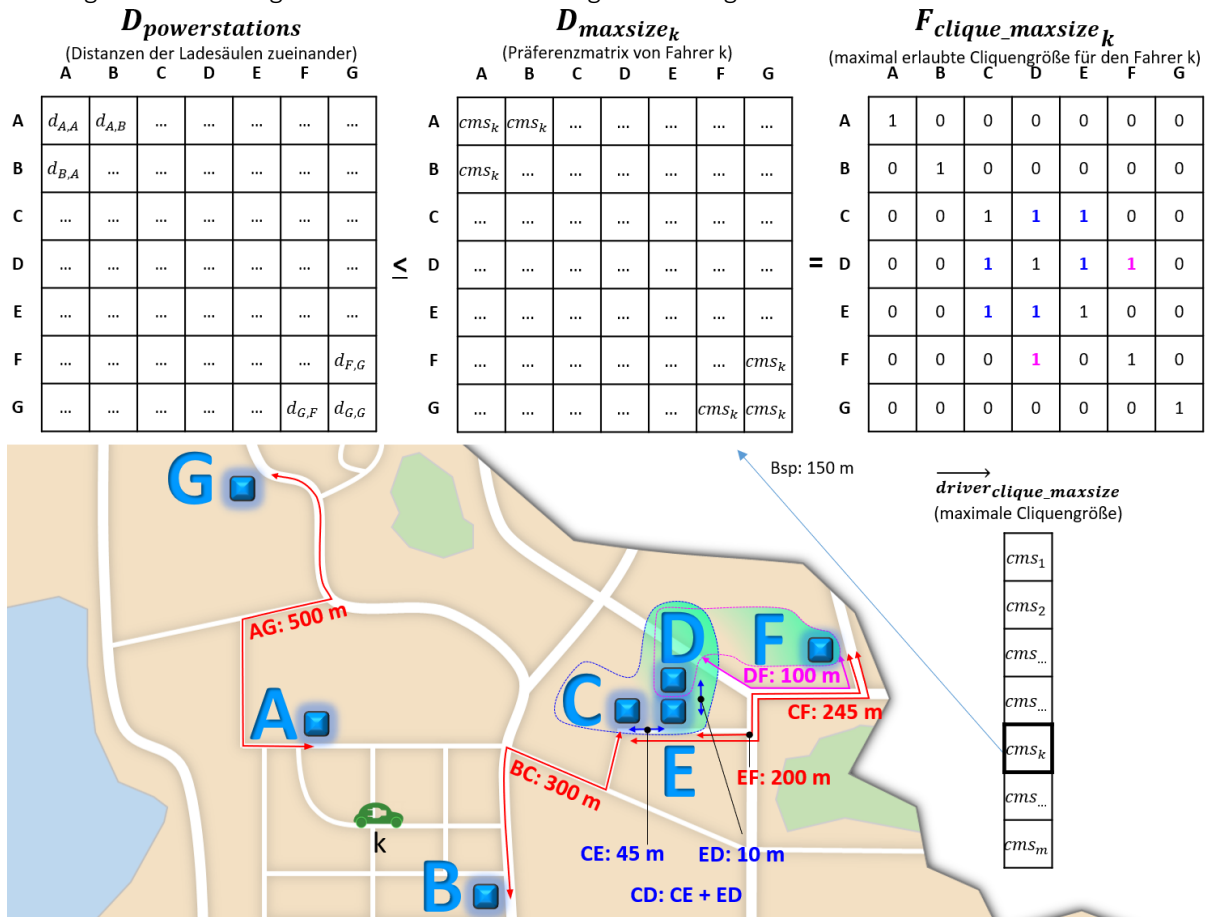 D_powerstations
D_maxsize_k
F_clique_maxsize_k
(Distanzen der Ladesäulen zueinander)
(Präferenzmatrix von Fahrer k)
(maximal erlaubte Cliquengröße für den Fahrer k)
A B C D E F G
A d_A,A d_A,B ... ... ... ... ...
B d_B,A ... ... ... ... ... ...
C ... ... ... ... ... ... ...
D ... ... ... ... ... ... ...
E ... ... ... ... ... ... ...
F ... ... ... ... ... ... d_F,G
G ... ... ... ... ... d_G,F d_G,G
≤
A B C D E F G
A cms_k cms_k ... ... ... ... ...
B cms_k ... ... ... ... ... ...
C ... ... ... ... ... ... ...
D ... ... ... ... ... ... ...
E ... ... ... ... ... ... ...
F ... ... ... ... ... ... cms_k
G ... ... ... ... ... cms_k cms_k
=
A B C D E F G
A 1 0 0 0 0 0 0
B 0 1 0 0 0 0 0
C 0 0 1 1 1 0 0
D 0 0 1 1 1 1 0
E 0 0 1 1 1 0 0
F 0 0 0 1 0 1 0
G 0 0 0 0 0 0 1
Bsp: 150 m
driver_clique_maxsize
(maximale Cliquengröße)
cms_1
cms_2
cms_...
cms_...
cms_k
cms_...
cms_m
G
AG: 500 m
D
F
DF: 100 m
A
C
CF: 245 m
E
BC: 300 m
EF: 200 m
k
CE: 45 m
ED: 10 m
B
CD: CE + ED